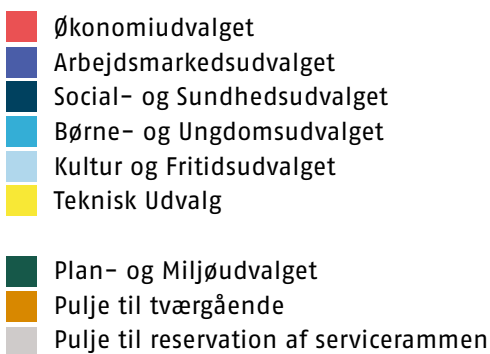 Økonomiudvalget
Arbejdsmarkedsudvalget
Social- og Sundhedsudvalget
Børne- og Ungdomsudvalget
Kultur og Fritidsudvalget
Teknisk Udvalg
Plan- og Miljøudvalget
Pulje til tværgående
Pulje til reservation af servicerammen